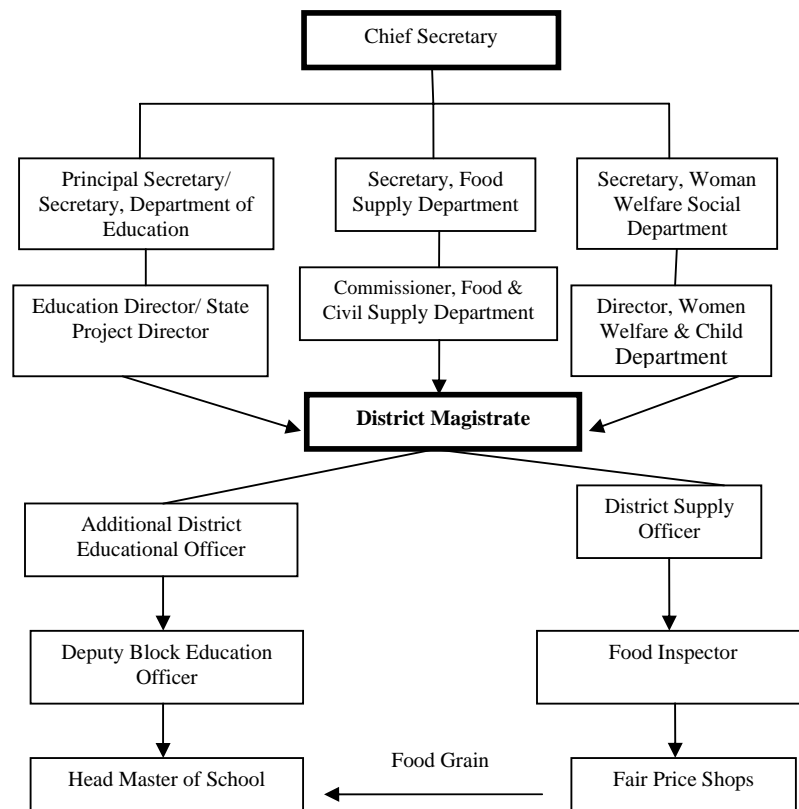 Chief Secretary
Principal Secretary/
Secretary, Department of
Education
Secretary, Food
Supply Department
Secretary, Woman
Welfare Social
Department
Education Director/ State
Project Director
Commissioner, Food &
Civil Supply Department
Director, Women
Welfare & Child
Department
District Magistrate
Additional District
Educational Officer
District Supply
Officer
Deputy Block Education
Officer
Food Inspector
Head Master of School
Food Grain
Fair Price Shops